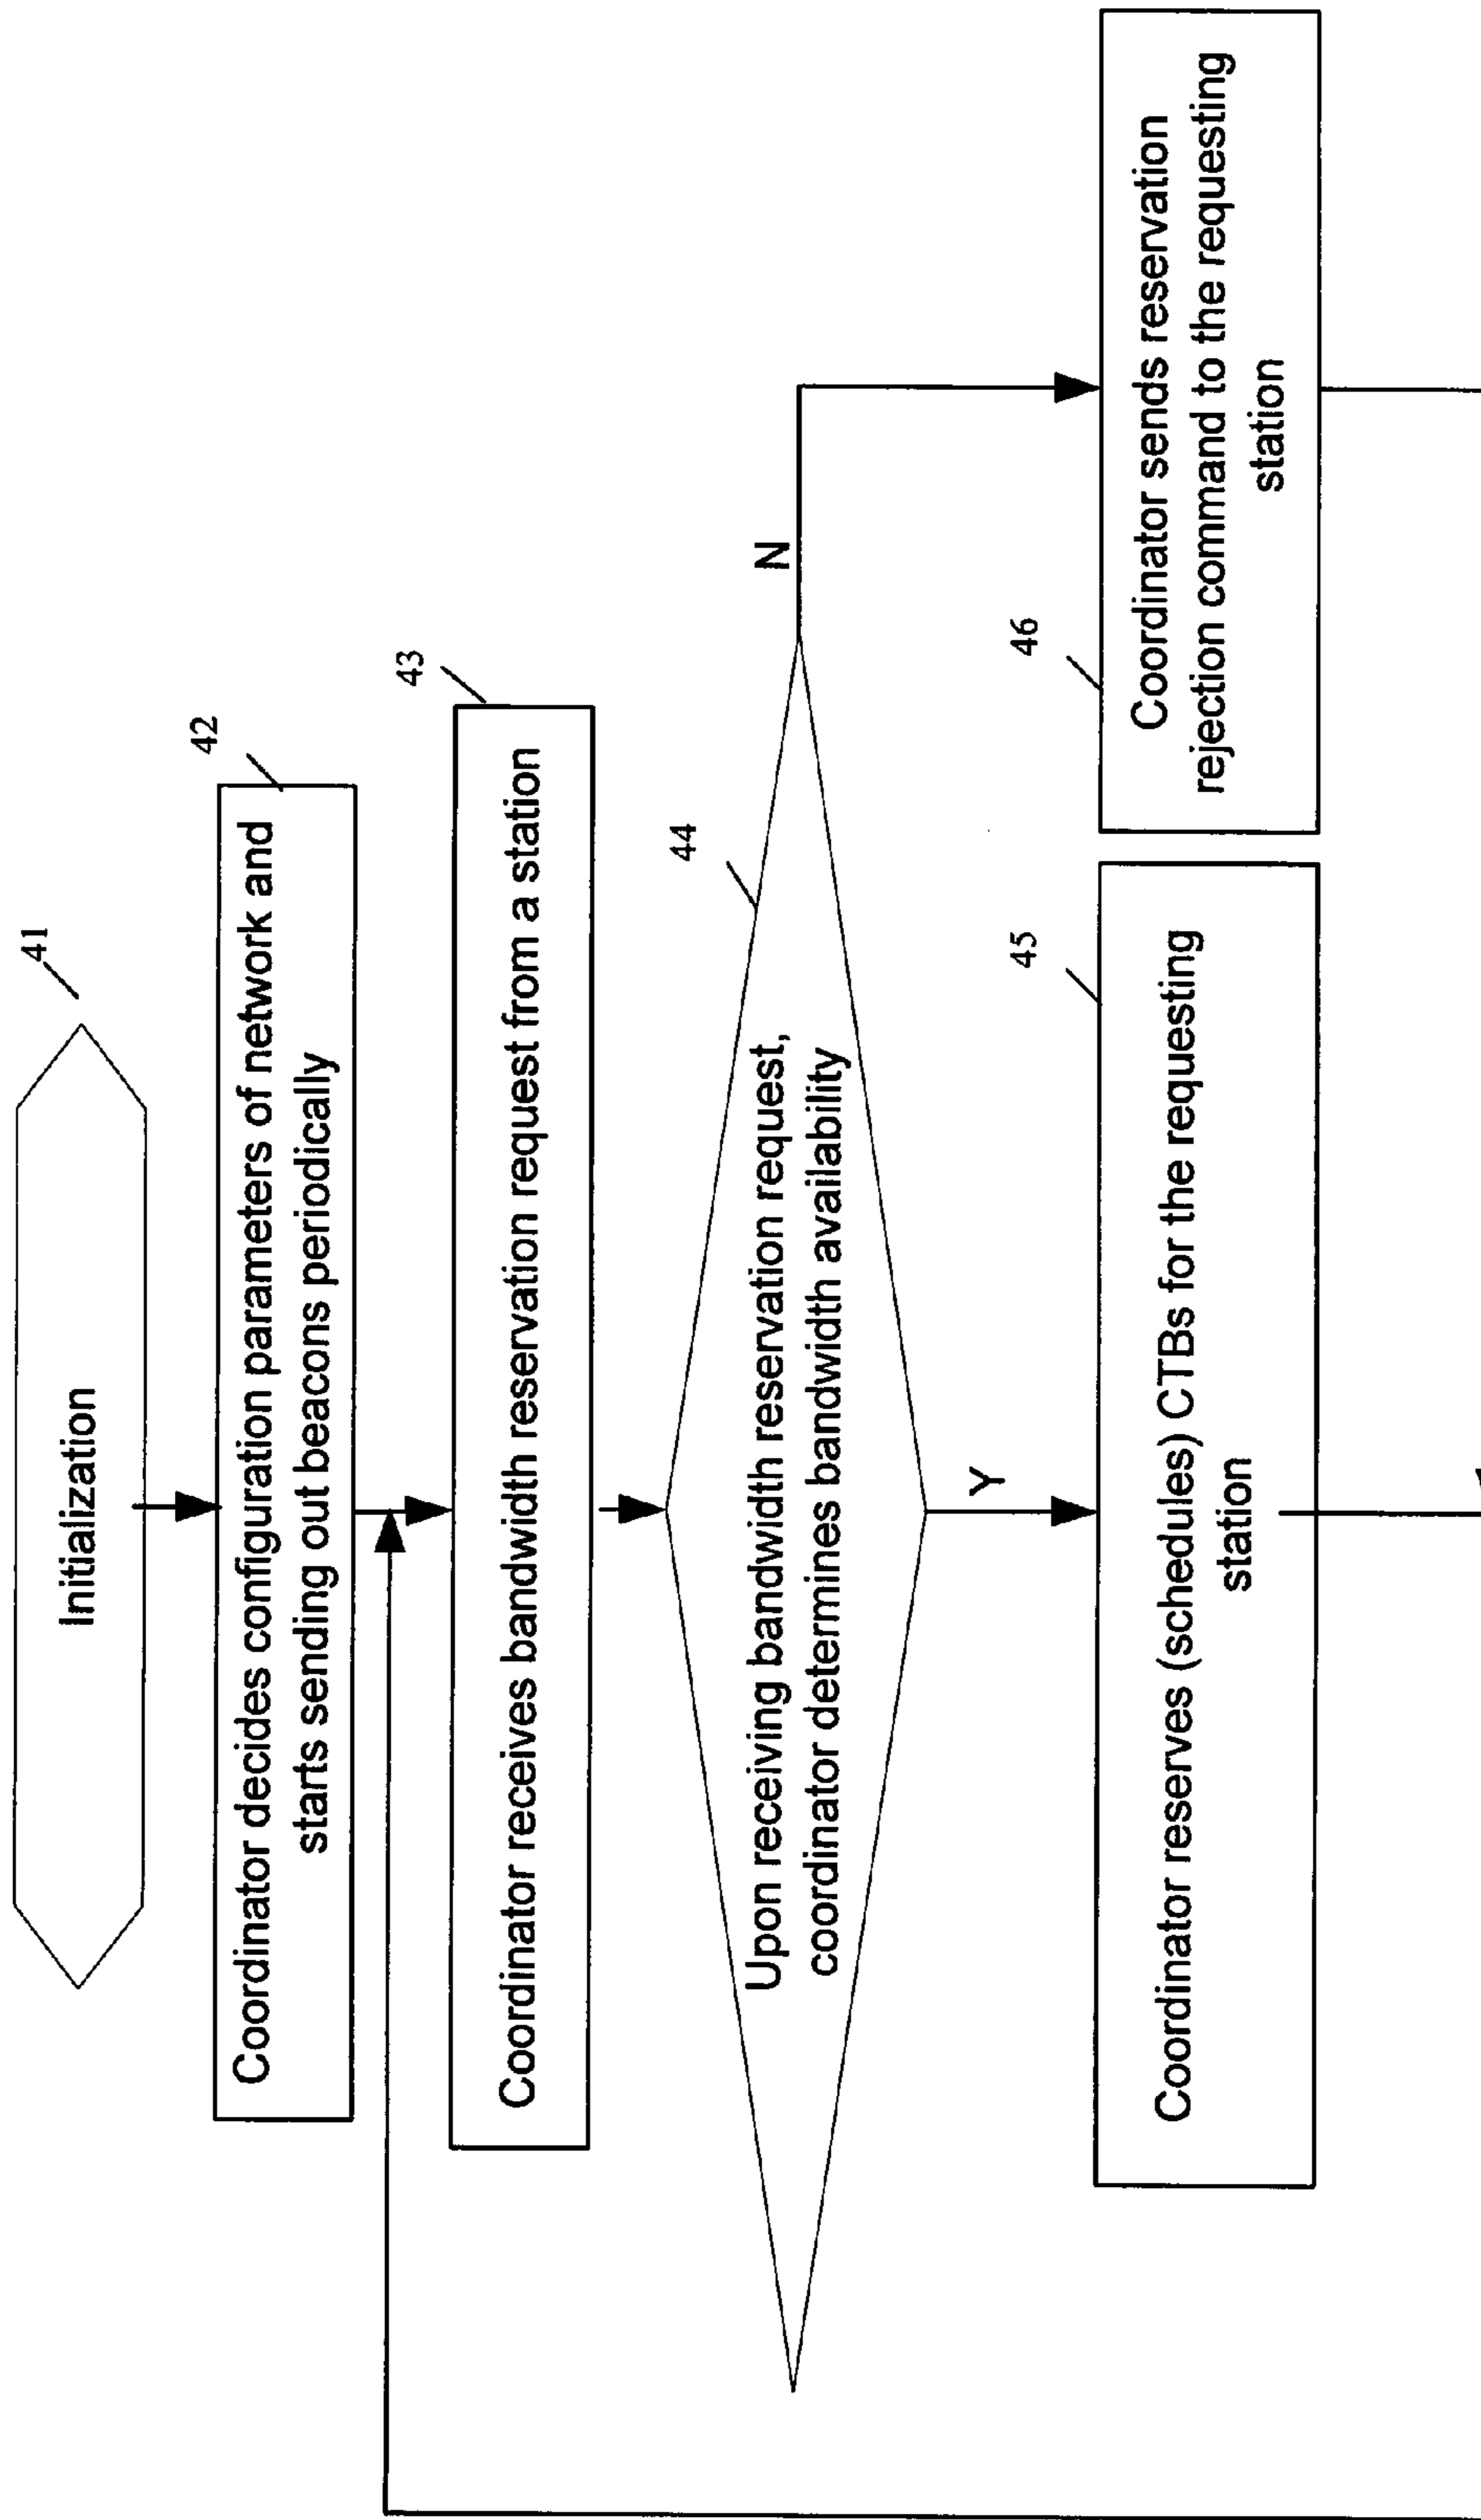 41
Initialization
42
Coordinator decides configuration parameters of network and
starts sending out beacons periodically
43
Coordinator receives bandwidth reservation request from a station
44
Upon receiving bandwidth reservation request,
coordinator determines bandwidth availability
N
Y
45
Coordinator reserves (schedules) CTBs for the requesting
station
46
Coordinator sends reservation
rejection command to the requesting
station